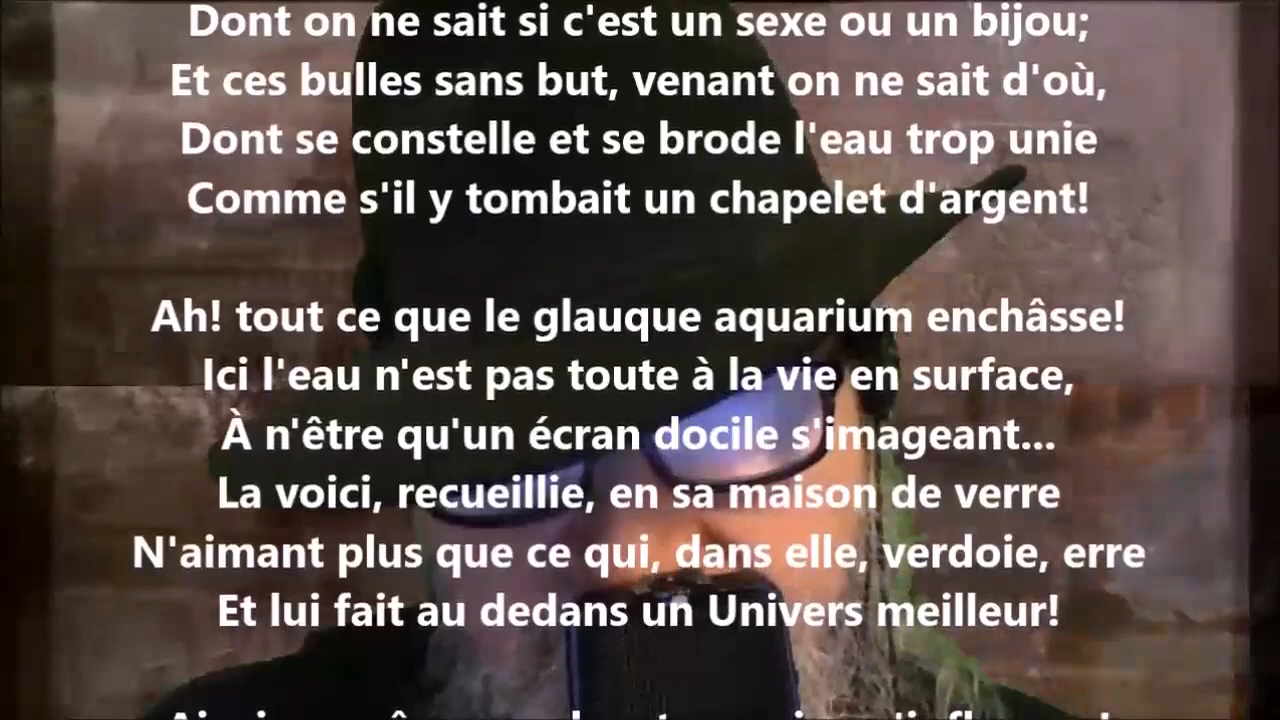 Dont on ne sait si c'est un sexe ou un bijou;
Et ces bulles sans but, venant on ne sait d'où,
Dont se constelle et se brode l'eau trop unie
Comme s'il y tombait un chapelet d'argent!
Ah! tout ce que le glauque aquarium enchâsse!
Ici l'eau n'est pas toute à la vie en surface,
À n'être qu'un écran docile s'imageant...
La voici, recueillie, en sa maison de verre
N'aimant plus que ce qui, dans elle, verdoie, erre
Et lui fait au dedans un Univers meilleur!